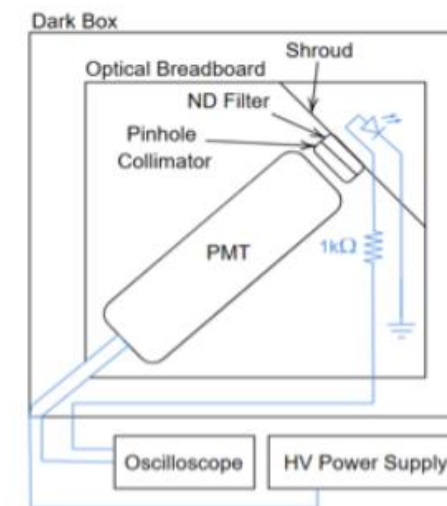 Dark Box
Shroud
Optical Breadboard
ND Filter
Pinhole
Collimator
PMT
1kΩ
Oscilloscope
HV Power Supply